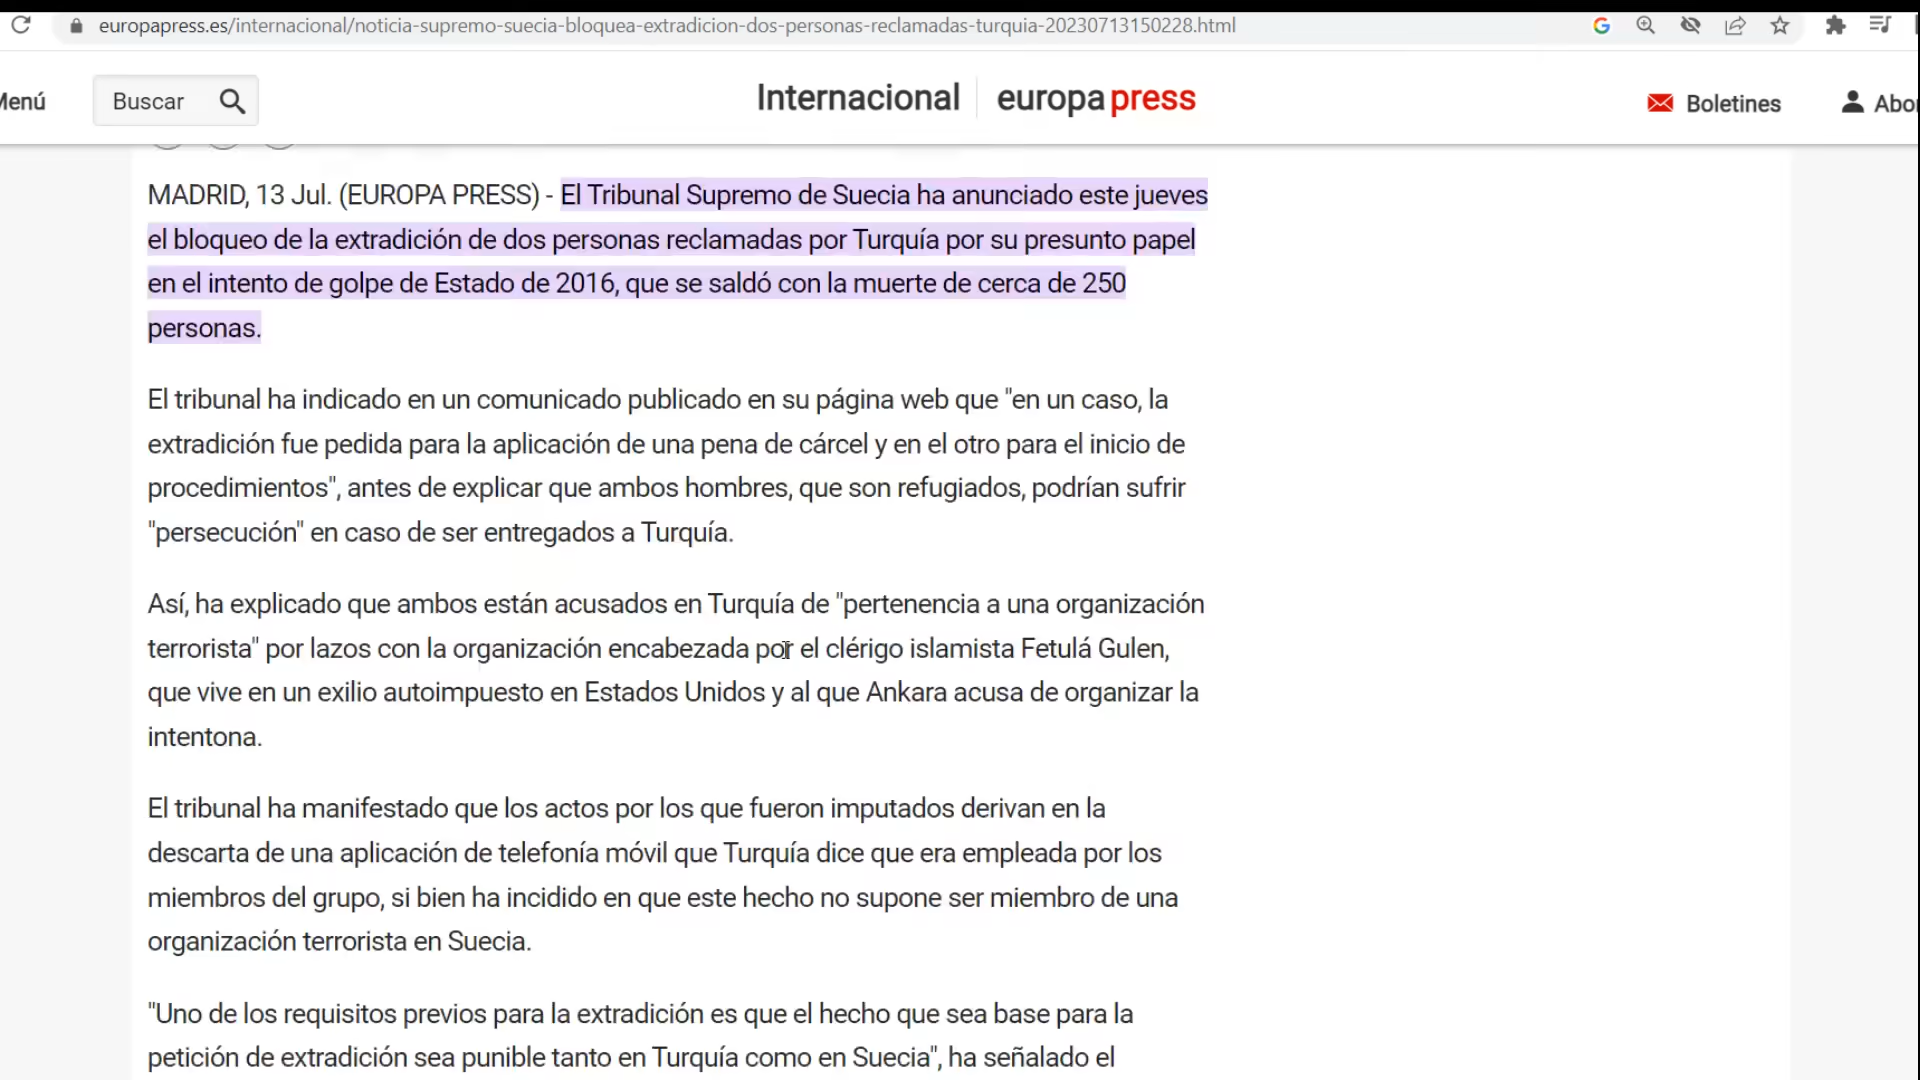 europapress.es/internacional/noticia-supremo-suecia-bloquea-extradicion-dos-personas-reclamadas-turquia-20230713150228.html
Menú
Buscar
Internacional
europapress
Boletines
MADRID, 13 Jul. (EUROPA PRESS) - El Tribunal Supremo de Suecia ha anunciado este jueves
el bloqueo de la extradición de dos personas reclamadas por Turquía por su presunto papel
en el intento de golpe de Estado de 2016, que se saldó con la muerte de cerca de 250
personas.
El tribunal ha indicado en un comunicado publicado en su página web que "en un caso, la
extradición fue pedida para la aplicación de una pena de cárcel y en el otro para el inicio de
procedimientos", antes de explicar que ambos hombres, que son refugiados, podrían sufrir
"persecución" en caso de ser entregados a Turquía.
Así, ha explicado que ambos están acusados en Turquía de "pertenencia a una organización
terrorista" por lazos con la organización encabezada por el clérigo islamista Fetulá Gulen,
que vive en un exilio autoimpuesto en Estados Unidos y al que Ankara acusa de organizar la
intentona.
El tribunal ha manifestado que los actos por los que fueron imputados derivan en la
descarta de una aplicación de telefonía móvil que Turquía dice que era empleada por los
miembros del grupo, si bien ha incidido en que este hecho no supone ser miembro de una
organización terrorista en Suecia.
"Uno de los requisitos previos para la extradición es que el hecho que sea base para la
petición de extradición sea punible tanto en Turquía como en Suecia", ha señalado el